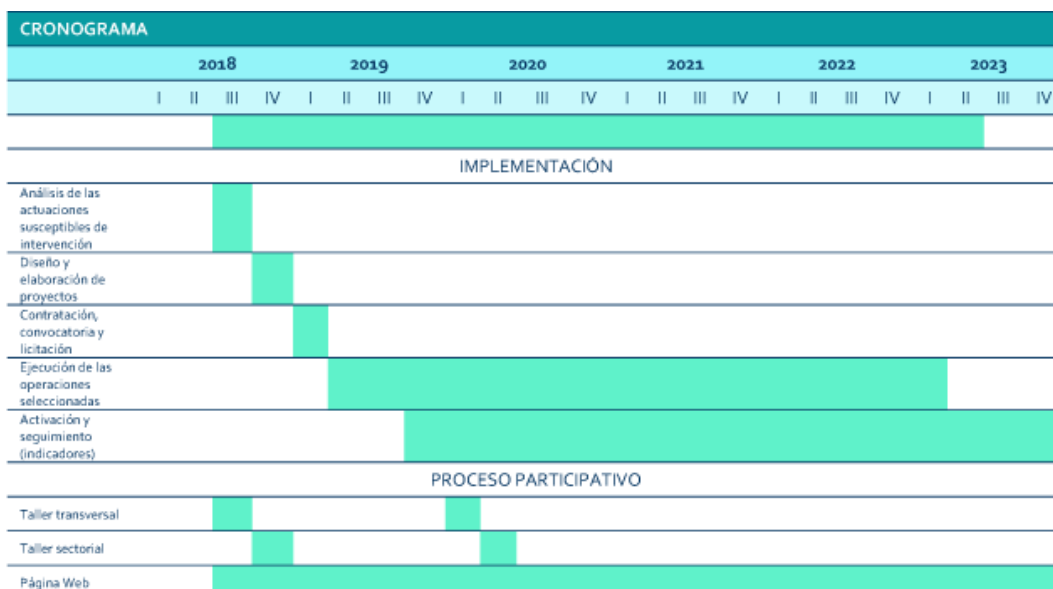 CRONOGRAMA
2018 2019 2020 2021 2022 2023
I II III IV I II III IV I II III IV I II III IV I II III IV I II III IV
IMPLEMENTACIÓN
Análisis de las
actuaciones
susceptibles de
intervención
Diseño y
elaboración de
proyectos
Contratación,
convocatoria y
licitación
Ejecución de las
operaciones
seleccionadas
Activación y
seguimiento
(indicadores)
PROCESO PARTICIPATIVO
Taller transversal
Taller sectorial
Página Web